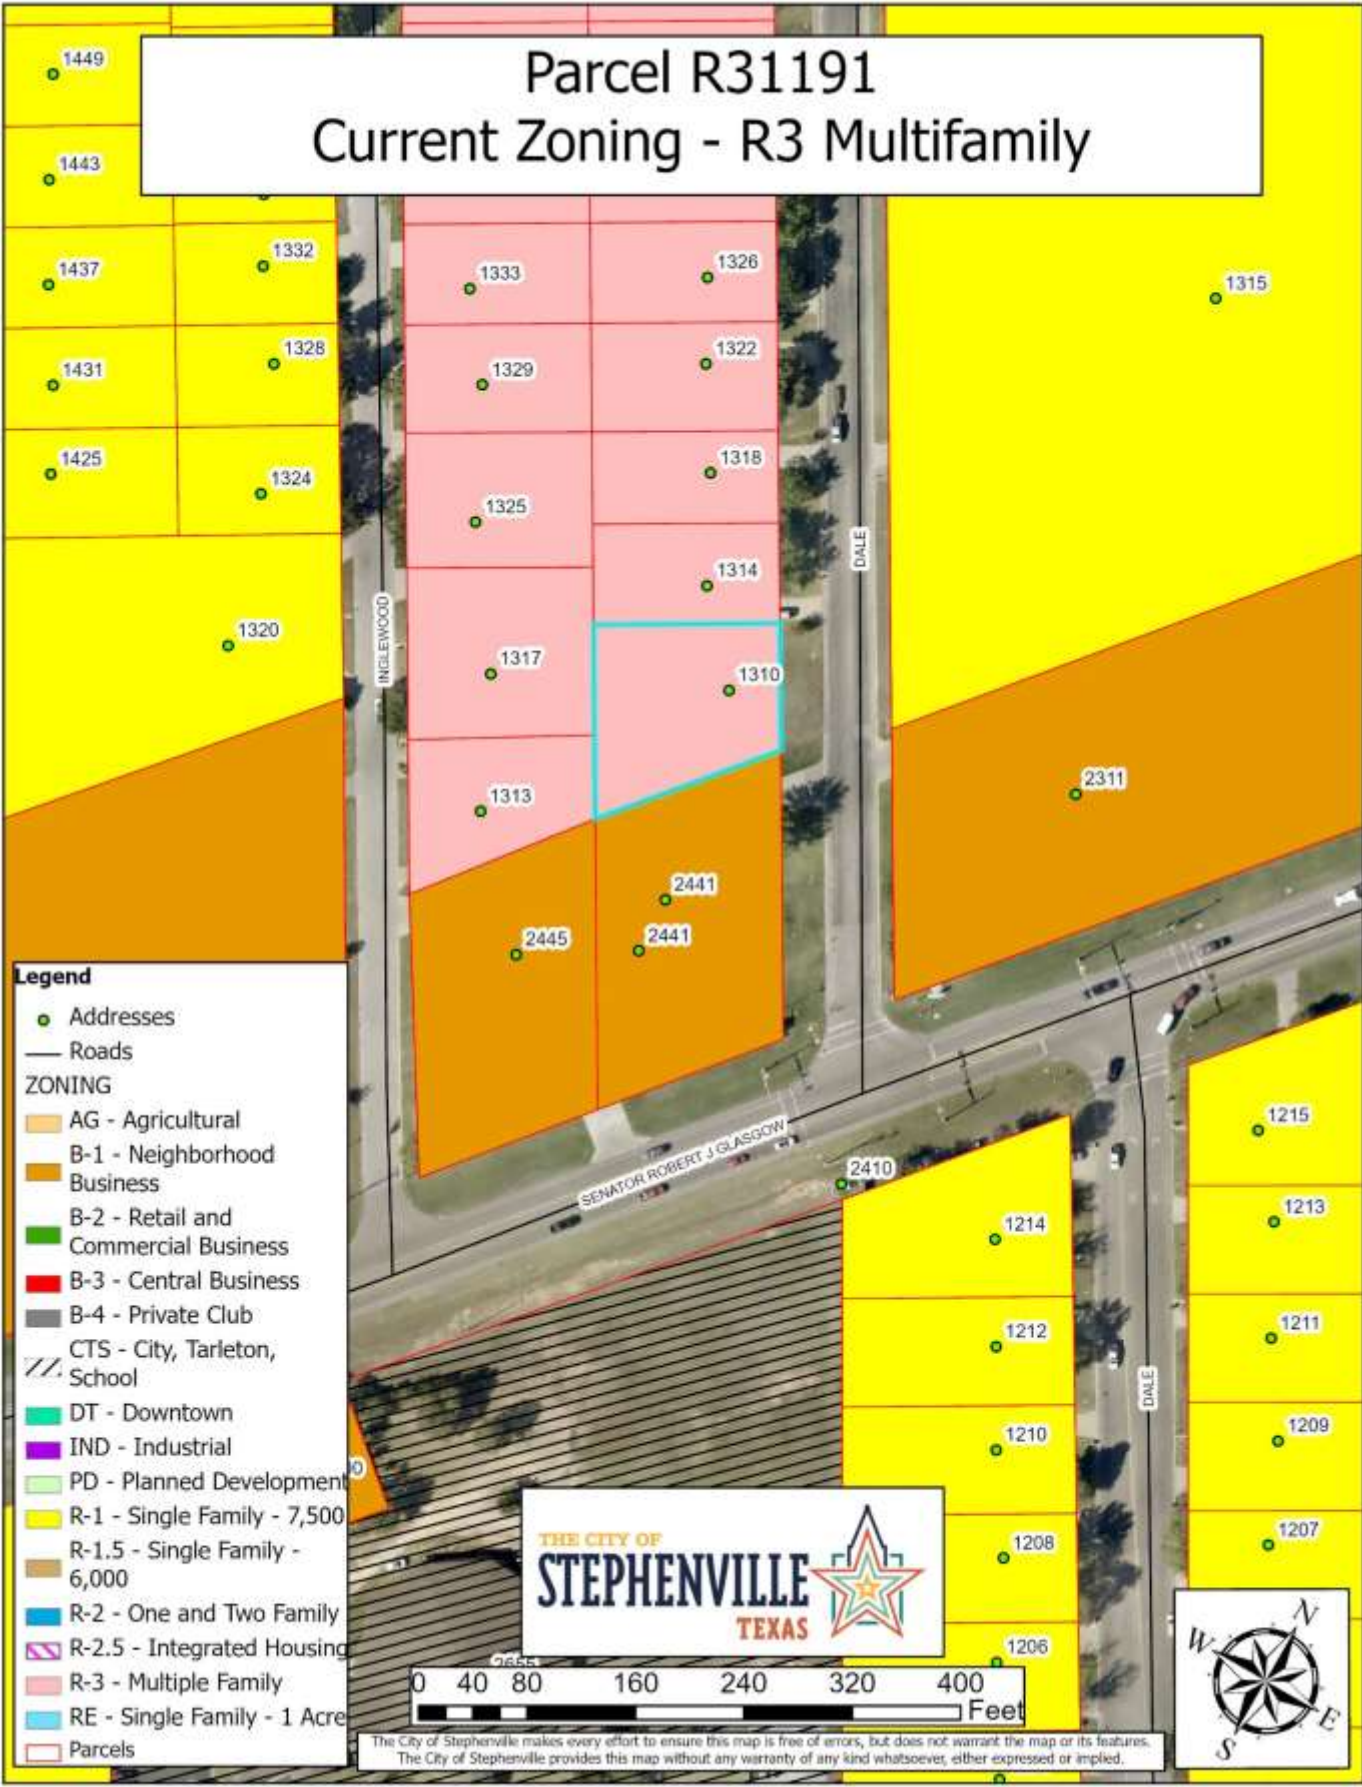 Parcel R31191
Current Zoning - R3 Multifamily
1449
1443
1437
1332
1333
1326
1315
1431
1328
1329
1322
1425
1324
1325
1318
DALE
1314
INGLEWOOD
1320
1317
1310
1313
2311
2441
2445
2441
Legend
Addresses
Roads
ZONING
AG - Agricultural
B-1 - Neighborhood
Business
B-2 - Retail and
Commercial Business
B-3 - Central Business
B-4 - Private Club
CTS - City, Tarleton,
School
DT - Downtown
IND - Industrial
PD - Planned Development
R-1 - Single Family - 7,500
R-1.5 - Single Family -
6,000
R-2 - One and Two Family
R-2.5 - Integrated Housing
R-3 - Multiple Family
RE - Single Family - 1 Acre
Parcels
SENATOR ROBERT J GLASGOW
2410
1215
1214
1213
1212
1211
DALE
1210
1209
1208
1207
1206
THE CITY OF
STEPHENVILLE
TEXAS
0 40 80 160 240 320 400
Feet
N
W
E
S
The City of Stephenville makes every effort to ensure this map is free of errors, but does not warrant the map or its features.
The City of Stephenville provides this map without any warranty of any kind whatsoever, either expressed or implied.